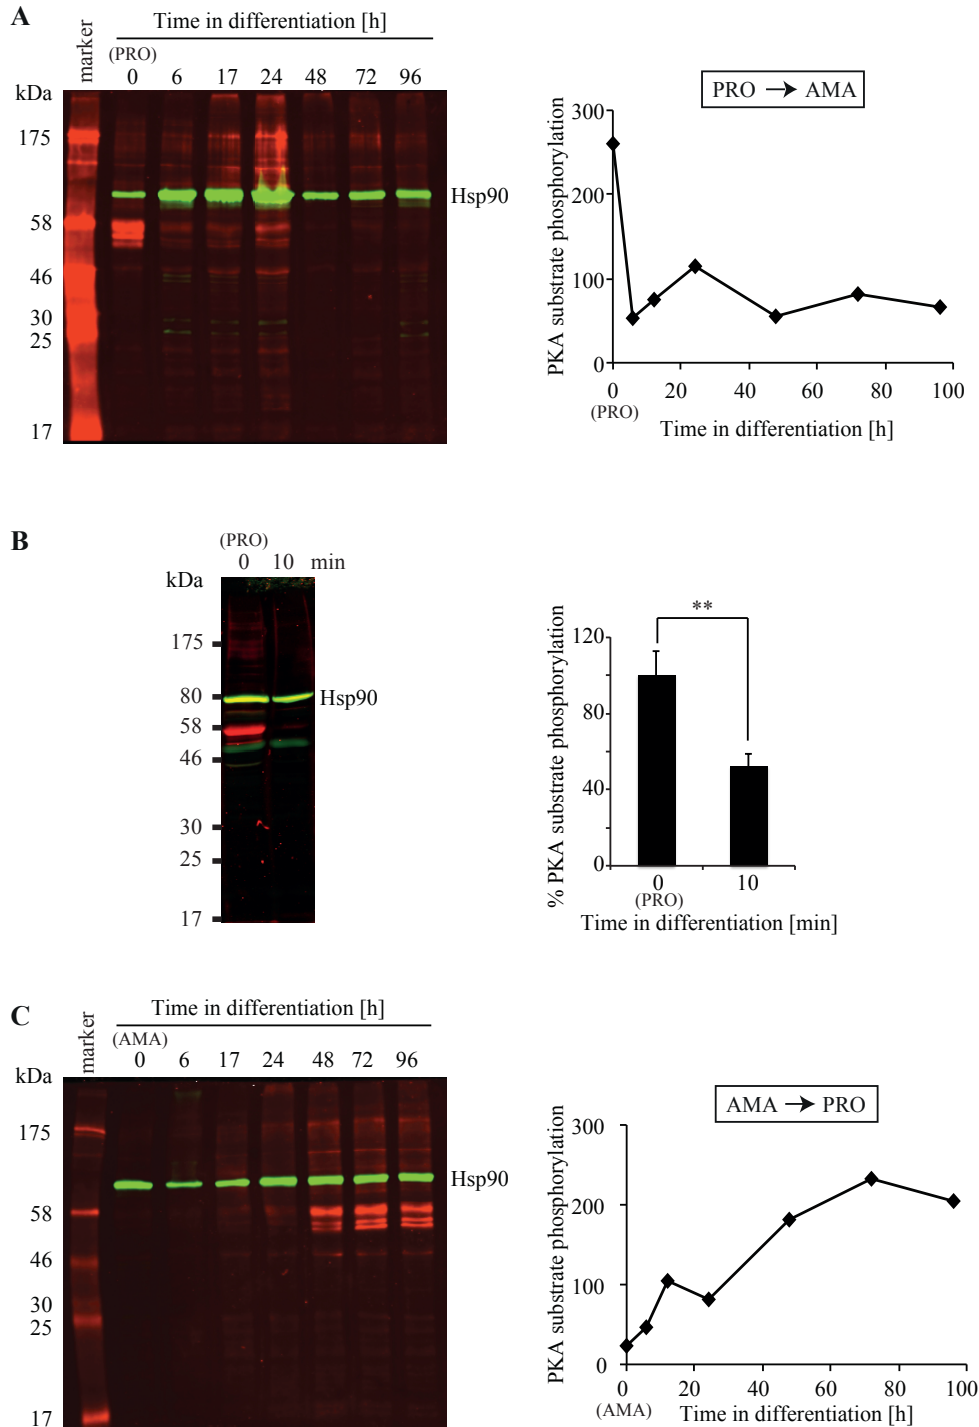 A
marker
Time in differentiation [h]
(PRO)
0 6 17 24 48 72 96
kDa
175
58
46
30
25
17
Hsp90
PRO → AMA
PKA substrate phosphorylation
300
200
100
0
0 20 40 60 80 100
(PRO)
Time in differentiation [h]
B
(PRO)
0 10 min
kDa
175
80
58
46
30
25
17
Hsp90
**
% PKA substrate phosphorylation
120
80
40
0
0 10
(PRO)
Time in differentiation [min]
C
marker
Time in differentiation [h]
(AMA)
0 6 17 24 48 72 96
kDa
175
58
46
30
25
17
Hsp90
AMA → PRO
PKA substrate phosphorylation
300
200
100
0
0 20 40 60 80 100
(AMA)
Time in differentiation [h]